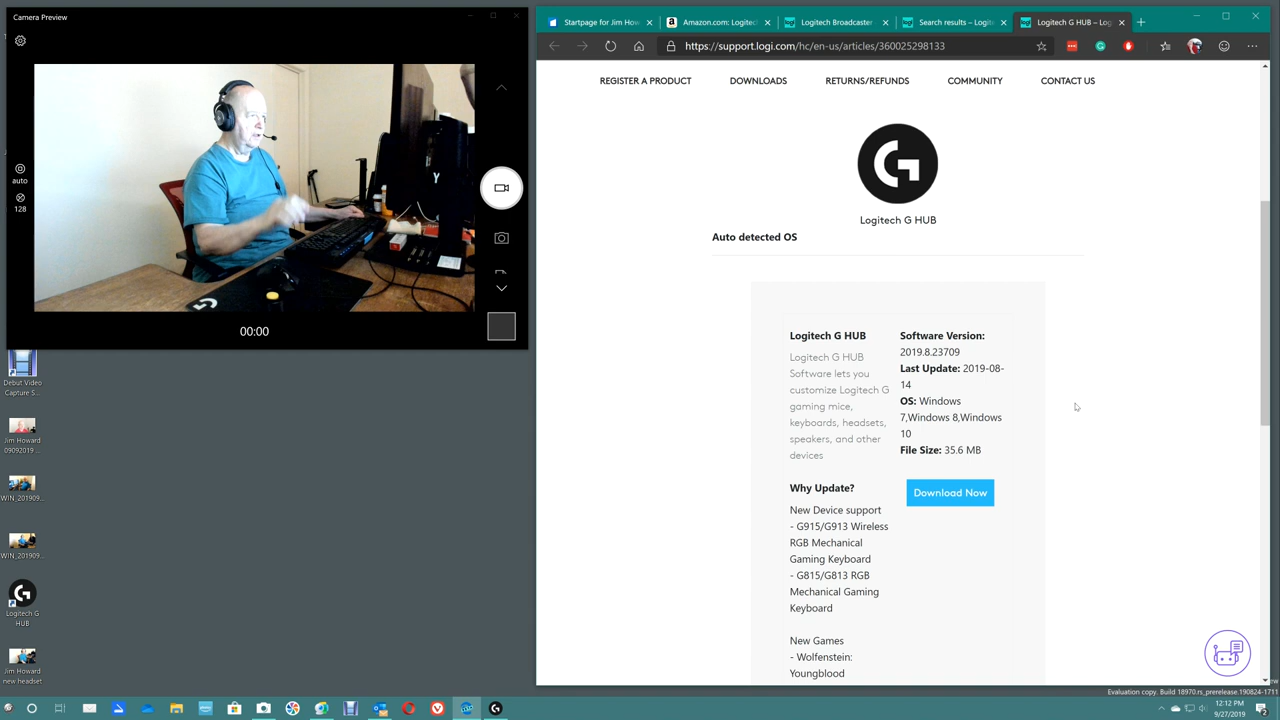 Camera Preview
auto
128
00:00
Debut Video
Capture S...
Jim Howard
09092019 ...
WIN_201909...
WIN_201909...
Logitech G
HUB
Jim Howard
new headset
Startpage for Jim How
Amazon.com: Logitec
Logitech Broadcaster
Search results – Logite
Logitech G HUB – Log
https://support.logi.com/hc/en-us/articles/360025298133
REGISTER A PRODUCT
DOWNLOADS
RETURNS/REFUNDS
COMMUNITY
CONTACT US
Logitech G HUB
Auto detected OS
Logitech G HUB
Logitech G HUB
Software lets you
customize Logitech G
gaming mice,
keyboards, headsets,
speakers, and other
devices
Why Update?
New Device support
- G915/G913 Wireless
RGB Mechanical
Gaming Keyboard
- G815/G813 RGB
Mechanical Gaming
Keyboard
New Games
- Wolfenstein:
Youngblood
Software Version:
2019.8.23709
Last Update: 2019-08-
14
OS: Windows
7,Windows 8,Windows
10
File Size: 35.6 MB
Download Now
Evaluation copy. Build 18970.rs_prerelease.190824-1711
12:12 PM
9/27/2019
2